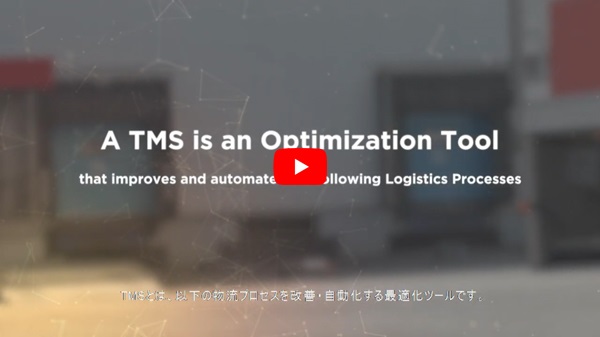 A TMS is an Optimization Tool
that improves and automate ollowing Logistics Processes
TMSとは、以下の物流プロセスを改善・自動化する最適化ツールです。